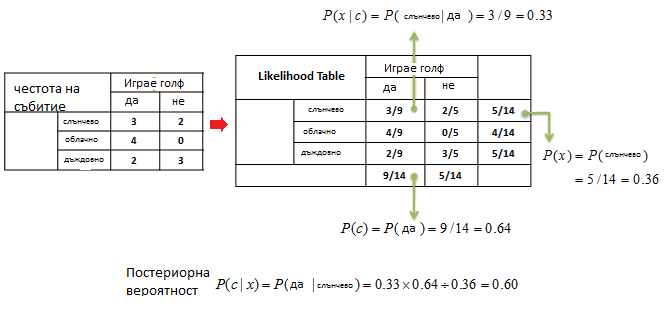 P(x | c) = P( слънчево| да ) = 3 / 9 = 0.33
честота на
събитие
Играе голф
да не
слънчево 3 2
облачно 4 0
дъждовно 2 3
Likelihood Table
Играе голф
да не
слънчево 3/9 2/5 5/14
облачно 4/9 0/5 4/14
дъждовно 2/9 3/5 5/14
9/14 5/14
P(x) = P( слънчево )
= 5 / 14 = 0.36
P(c) = P( да ) = 9 / 14 = 0.64
Постериорна
вероятност
P(c | x) = P( да | слънчево) = 0.33 × 0.64 ÷ 0.36 = 0.60